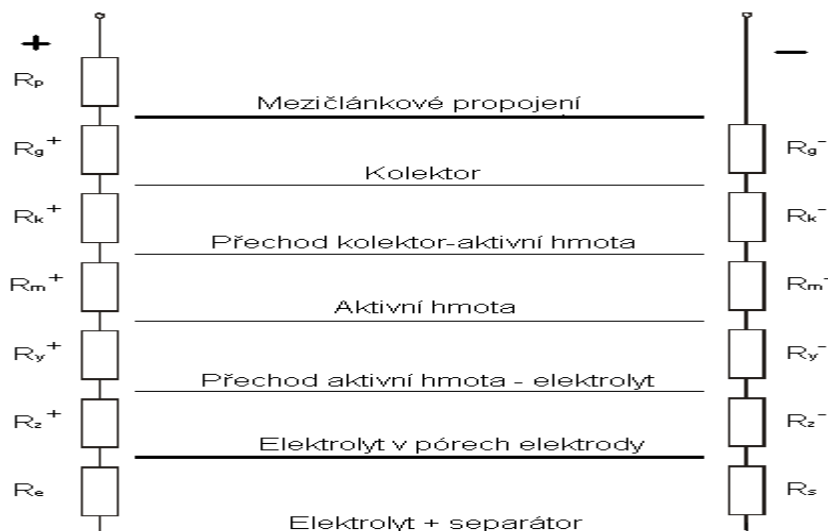 + −
Rp Mezičlánkové propojení
Rg+ Kolektor Rg−
Rk+ Přechod kolektor-aktivní hmota Rk−
Rm+ Aktivní hmota Rm−
Ry+ Přechod aktivní hmota - elektrolyt Ry−
Rz+ Elektrolyt v pórech elektrody Rz−
Re Elektrolyt + separátor Rs